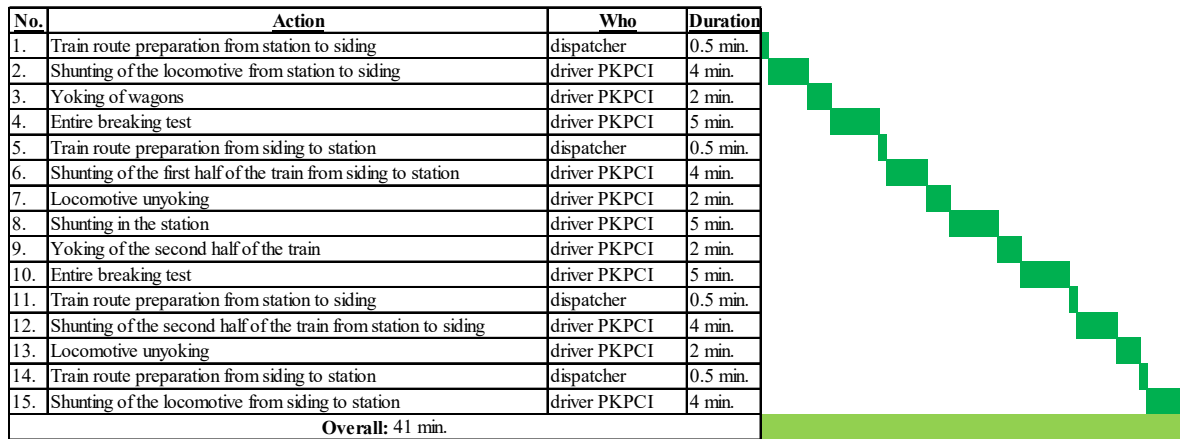 No. Action Who Duration
1. Train route preparation from station to siding dispatcher 0.5 min.
2. Shunting of the locomotive from station to siding driver PKPCI 4 min.
3. Yoking of wagons driver PKPCI 2 min.
4. Entire breaking test driver PKPCI 5 min.
5. Train route preparation from siding to station dispatcher 0.5 min.
6. Shunting of the first half of the train from siding to station driver PKPCI 4 min.
7. Locomotive unyoking driver PKPCI 2 min.
8. Shunting in the station driver PKPCI 5 min.
9. Yoking of the second half of the train driver PKPCI 2 min.
10. Entire breaking test driver PKPCI 5 min.
11. Train route preparation from station to siding dispatcher 0.5 min.
12. Shunting of the second half of the train from station to siding driver PKPCI 4 min.
13. Locomotive unyoking driver PKPCI 2 min.
14. Train route preparation from siding to station dispatcher 0.5 min.
15. Shunting of the locomotive from siding to station driver PKPCI 4 min.
Overall: 41 min.